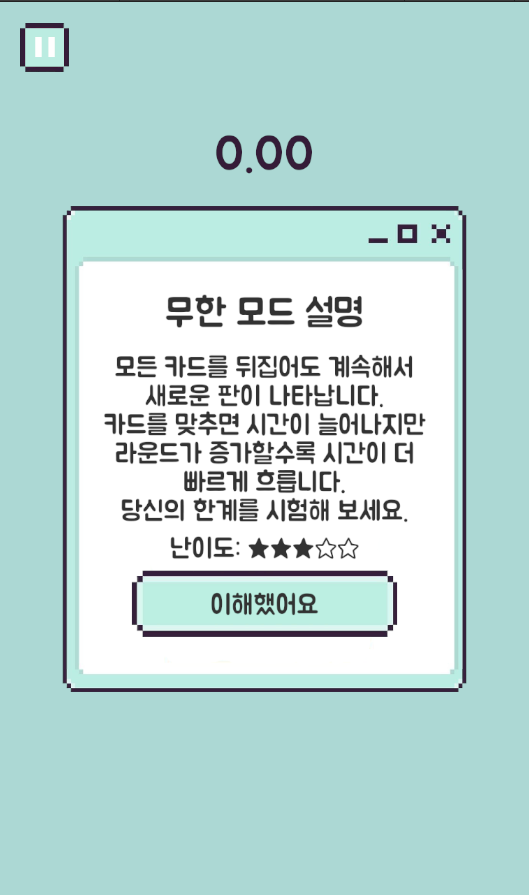 0.00
무한 모드 설명
모든 카드를 뒤집어도 계속해서
새로운 판이 나타납니다.
카드를 맞추면 시간이 늘어나지만
라운드가 증가할수록 시간이 더
빠르게 흐릅니다.
당신의 한계를 시험해 보세요.
난이도: ★★★☆☆
이해했어요